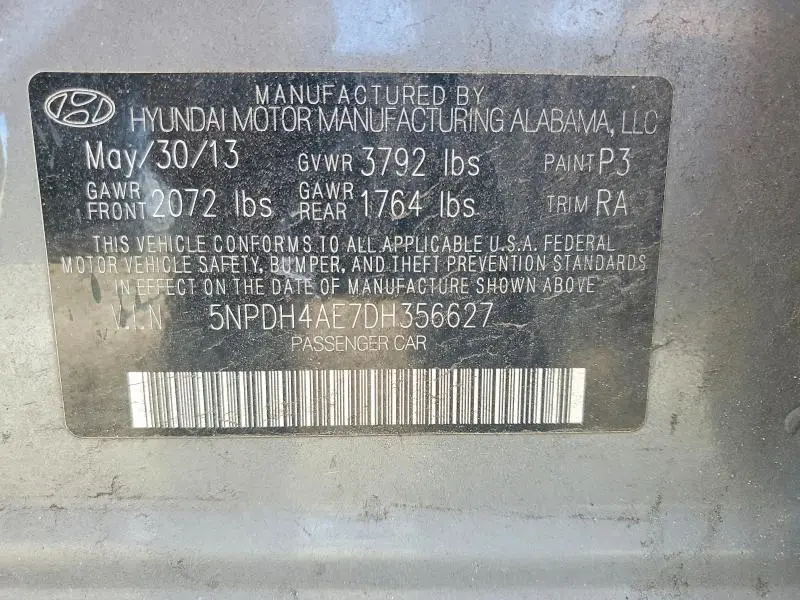 MANUFACTURED BY
HYUNDAI MOTOR MANUFACTURING ALABAMA, LLC
May/30/13 GVWR 3792 lbs PAINT P3
GAWR FRONT 2072 lbs GAWR REAR 1764 lbs TRIM RA
THIS VEHICLE CONFORMS TO ALL APPLICABLE U.S.A. FEDERAL
MOTOR VEHICLE SAFETY, BUMPER, AND THEFT PREVENTION STANDARDS
IN EFFECT ON THE DATE OF MANUFACTURE SHOWN ABOVE.
V.I.N 5NPDH4AE7DH356627
PASSENGER CAR